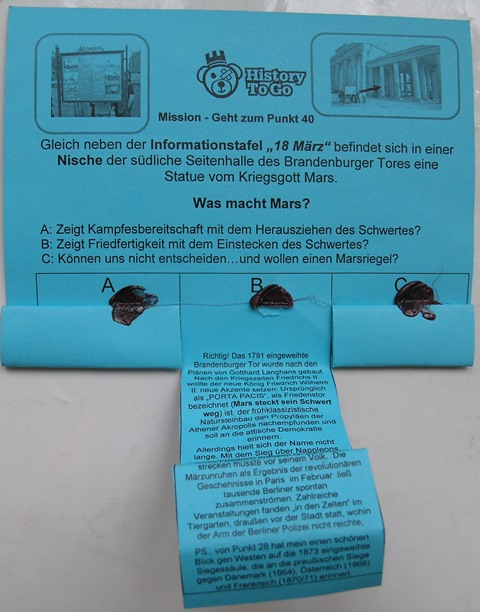 History
ToGo
Mission - Geht zum Punkt 40
Gleich neben der Informationstafel „18 März“ befindet sich in einer
Nische der südliche Seitenhalle des Brandenburger Tores eine
Statue vom Kriegsgott Mars.
Was macht Mars?
A: Zeigt Kampfesbereitschaft mit dem Herausziehen des Schwertes?
B: Zeigt Friedfertigkeit mit dem Einstecken des Schwertes?
C: Können uns nicht entscheiden...und wollen einen Marsriegel?
A B C
Richtig! Das 1791 eingeweihte
Brandenburger Tor wurde nach den
Plänen von Gotthard Langhans gebaut.
Nach den Kriegszeiten Friedrichs II.
wollte der neue König Friedrich Wilhelm
II. neue Akzente setzen: Ursprünglich
als „PORTA PACIS“, als Friedenstor
bezeichnet (Mars steckt sein Schwert
weg) ist der frühklassizistische
Natursteinbau den Propyläen der
Athener Akropolis nachempfunden und
soll an die attische Demokratie
erinnern.
Allerdings hielt sich der Name nicht
lange. Mit dem Sieg über Napoleons
strecken musste vor seinem Volk. Die
Märzunruhen als Ergebnis der revolutionären
Geschehnisse in Paris im Februar ließ
tausende Berliner spontan
zusammenströmen. Zahlreiche
Veranstaltungen fanden „in den Zelten“ im
Tiergarten, draußen vor der Stadt statt, wohin
der Arm der Berliner Polizei nicht reichte.
PS.: von Punkt 28 hat mein einen schönen
Blick gen Westen auf die 1873 eingeweihte
Siegessäule, die an die preußischen Siege
gegen Dänemark (1864), Österreich (1866)
und Frankreich (1870/71) erinnert